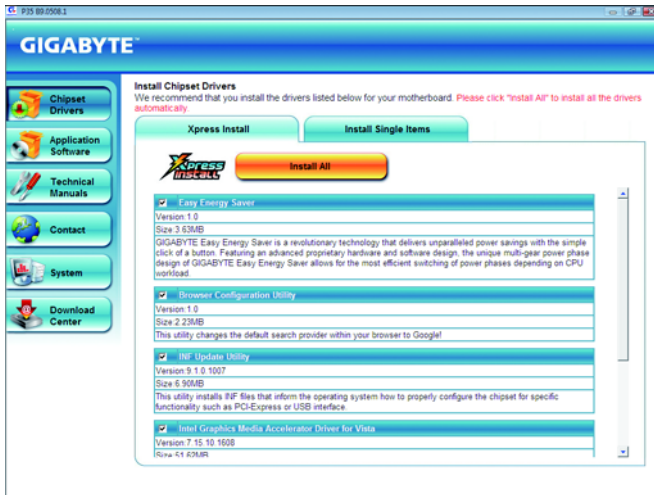 P35 B9.0508.1
GIGABYTE™
Chipset
Drivers
Application
Software
Technical
Manuals
Contact
System
Download
Center
Install Chipset Drivers
We recommend that you install the drivers listed below for your motherboard. Please click "Install All" to install all the drivers
automatically.
Xpress Install
Install Single Items
Xpress
INSTALL
Install All
Easy Energy Saver
Version:1.0
Size:3.63MB
GIGABYTE Easy Energy Saver is a revolutionary technology that delivers unparalleled power savings with the simple
click of a button. Featuring an advanced proprietary hardware and software design, the unique multi-gear power phase
design of GIGABYTE Easy Energy Saver allows for the most efficient switching of power phases depending on CPU
workload.
Browser Configuration Utility
Version:1.0
Size:2.23MB
This utility changes the default search provider within your browser to Google!
INF Update Utility
Version:9.1.0.1007
Size:6.90MB
This utility installs INF files that inform the operating system how to properly configure the chipset for specific
functionality such as PCI-Express or USB interface.
Intel Graphics Media Accelerator Driver for Vista
Version:7.15.10.1608
Size:51.62MB